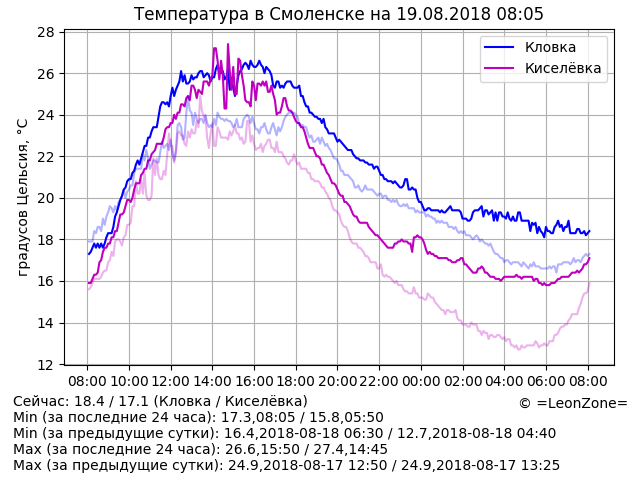 Температура в Смоленске на 19.08.2018 08:05
градусов Цельсия, °C
28
26
24
22
20
18
16
14
12
Кловка
Киселёвка
08:00 10:00 12:00 14:00 16:00 18:00 20:00 22:00 00:00 02:00 04:00 06:00 08:00
Сейчас: 18.4 / 17.1 (Кловка / Киселёвка)
© =LeonZone=
Min (за последние 24 часа): 17.3,08:05 / 15.8,05:50
Min (за предыдущие сутки): 16.4,2018-08-18 06:30 / 12.7,2018-08-18 04:40
Max (за последние 24 часа): 26.6,15:50 / 27.4,14:45
Max (за предыдущие сутки): 24.9,2018-08-17 12:50 / 24.9,2018-08-17 13:25